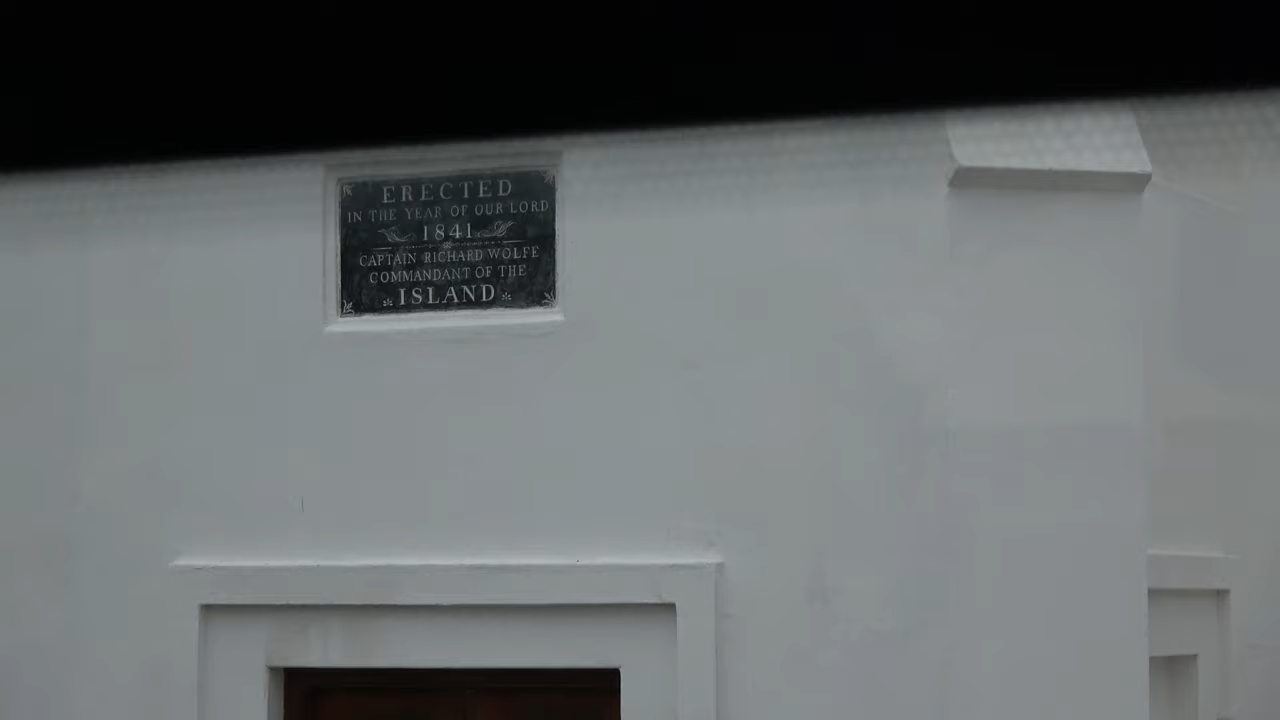 ERECTED
IN THE YEAR OF OUR LORD
1841
CAPTAIN RICHARD WOLFE
COMMANDANT OF THE
ISLAND